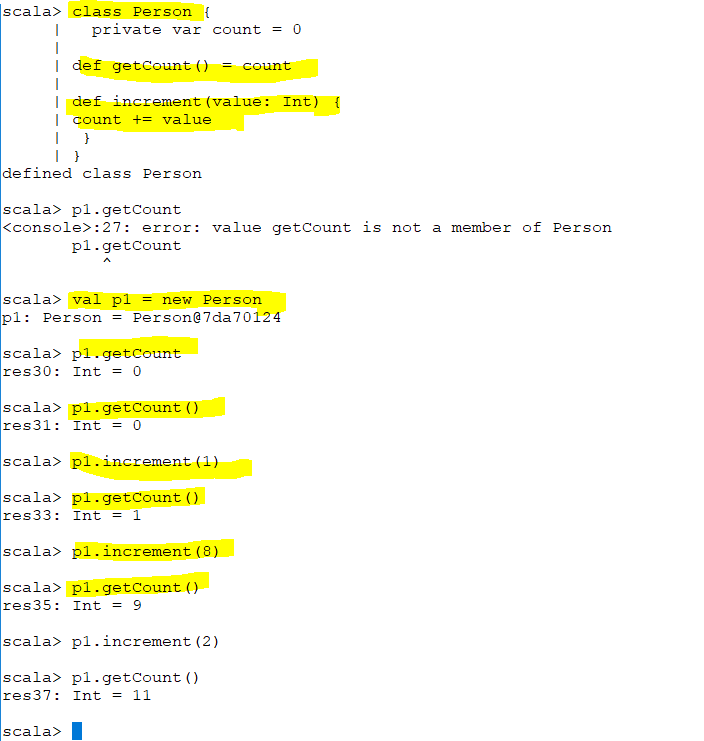 scala> class Person {
     |   private var count = 0
     |
     | def getCount() = count
     |
     | def increment(value: Int) {
     | count += value
     |  }
     | }
defined class Person

scala> p1.getCount
<console>:27: error: value getCount is not a member of Person
       p1.getCount
          ^

scala> val p1 = new Person
p1: Person = Person@7da70124

scala> p1.getCount
res30: Int = 0

scala> p1.getCount()
res31: Int = 0

scala> p1.increment(1)

scala> p1.getCount()
res33: Int = 1

scala> p1.increment(8)

scala> p1.getCount()
res35: Int = 9

scala> p1.increment(2)

scala> p1.getCount()
res37: Int = 11

scala>